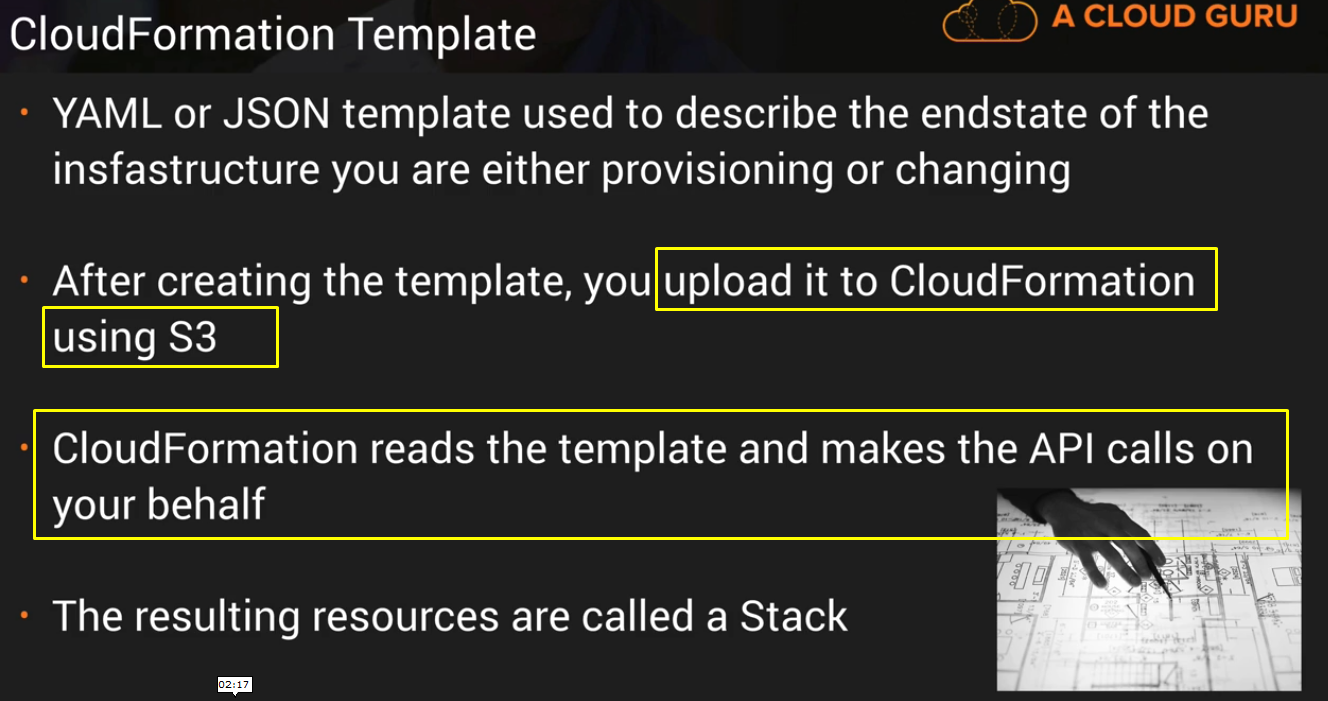 CloudFormation Template
A CLOUD GURU
• YAML or JSON template used to describe the endstate of the
insfastructure you are either provisioning or changing
• After creating the template, you upload it to CloudFormation
using S3
• CloudFormation reads the template and makes the API calls on
your behalf
• The resulting resources are called a Stack
02:17